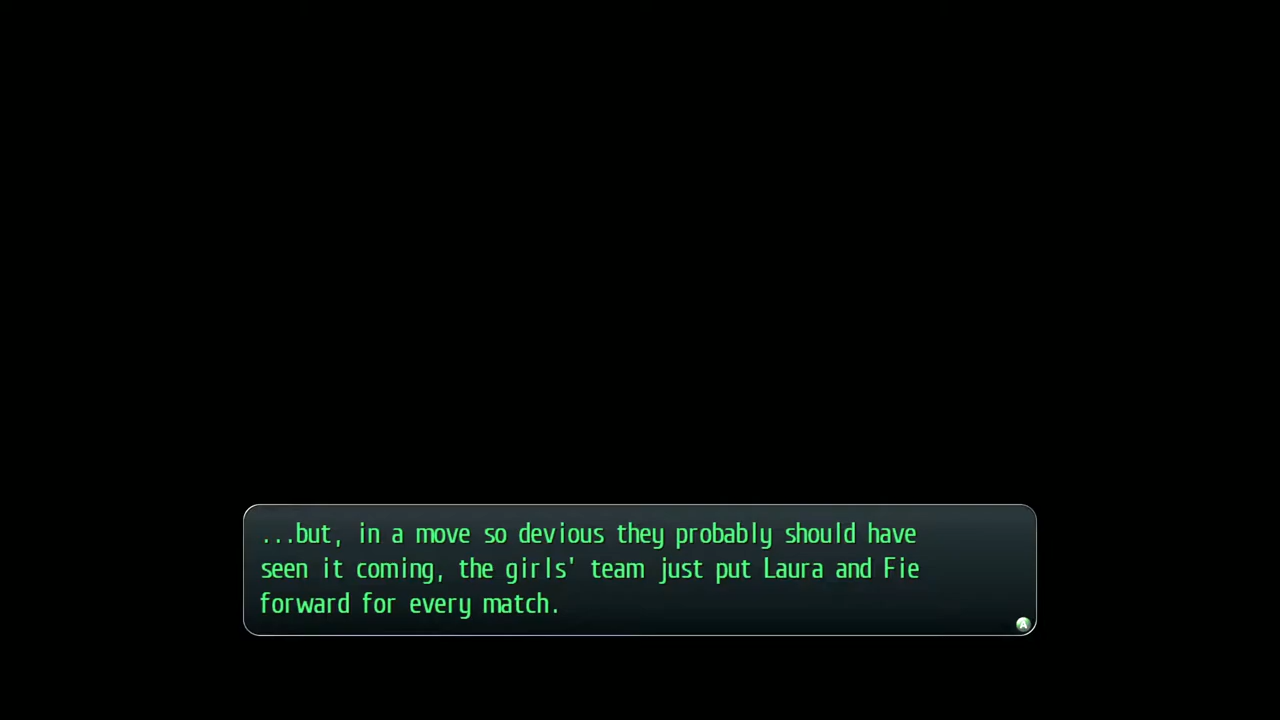 ...but, in a move so devious they probably should have
seen it coming, the girls' team just put Laura and Fie
forward for every match.
A